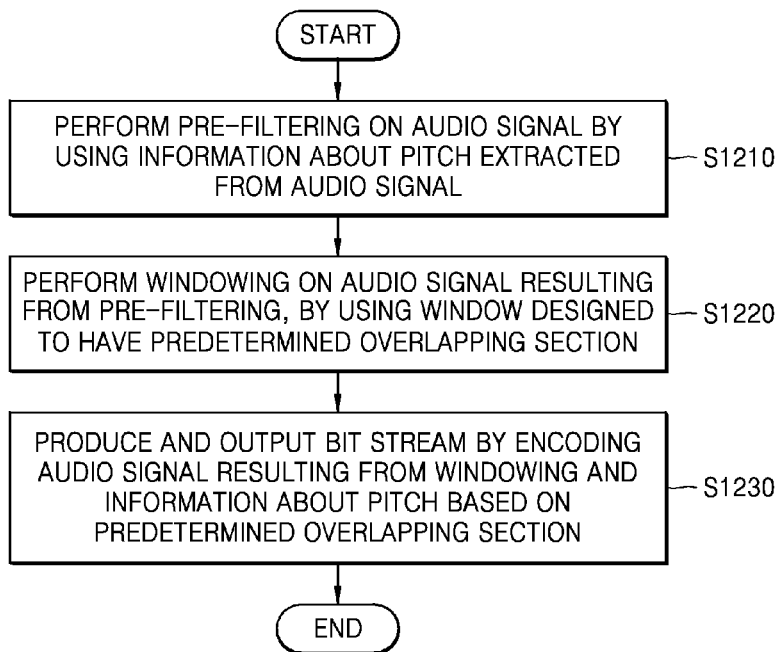 START
PERFORM PRE-FILTERING ON AUDIO SIGNAL BY
USING INFORMATION ABOUT PITCH EXTRACTED
FROM AUDIO SIGNAL
S1210
PERFORM WINDOWING ON AUDIO SIGNAL RESULTING
FROM PRE-FILTERING, BY USING WINDOW DESIGNED
TO HAVE PREDETERMINED OVERLAPPING SECTION
S1220
PRODUCE AND OUTPUT BIT STREAM BY ENCODING
AUDIO SIGNAL RESULTING FROM WINDOWING AND
INFORMATION ABOUT PITCH BASED ON
PREDETERMINED OVERLAPPING SECTION
S1230
END